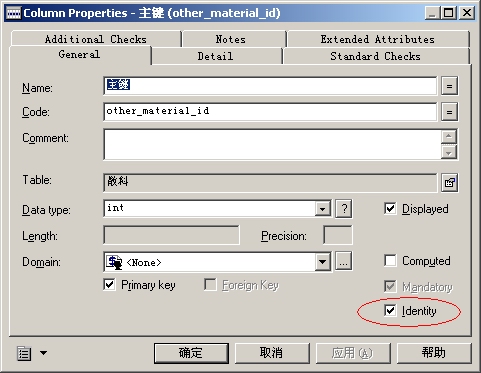 Column Properties - 主键 (other_material_id)
Additional Checks Notes Extended Attributes
General Detail Standard Checks
Name: 主键 =
Code: other_material_id =
Comment:
Table: 散料
Data type: int ? Displayed
Length: Precision:
Domain: <None> ... Computed
Primary key Foreign Key Mandatory
Identity
确定 取消 应用(A) 帮助